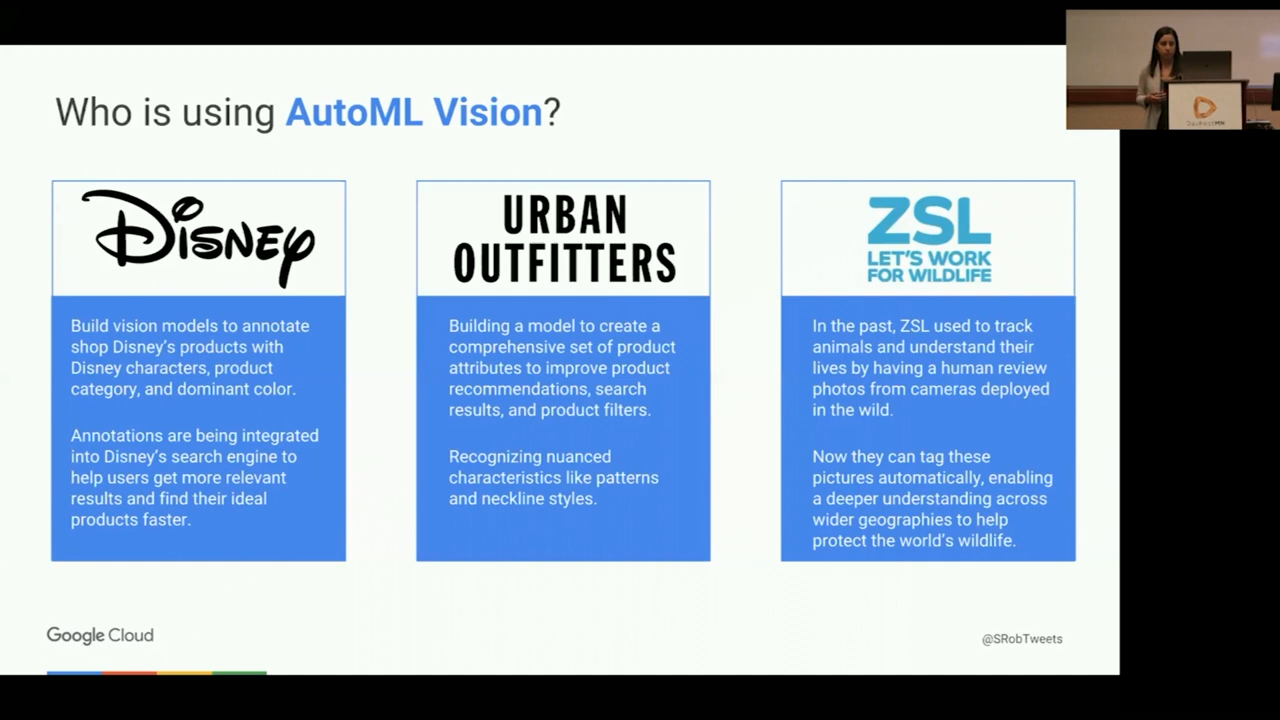 Who is using AutoML Vision?
Disney
Build vision models to annotate
shop Disney's products with
Disney characters, product
category, and dominant color.
Annotations are being integrated
into Disney's search engine to
help users get more relevant
results and find their ideal
products faster.
URBAN
OUTFITTERS
Building a model to create a
comprehensive set of product
attributes to improve product
recommendations, search
results, and product filters.
Recognizing nuanced
characteristics like patterns
and neckline styles.
ZSL
LET'S WORK
FOR WILDLIFE
In the past, ZSL used to track
animals and understand their
lives by having a human review
photos from cameras deployed
in the wild.
Now they can tag these
pictures automatically, enabling
a deeper understanding across
wider geographies to help
protect the world's wildlife.
Google Cloud
@SRobTweets